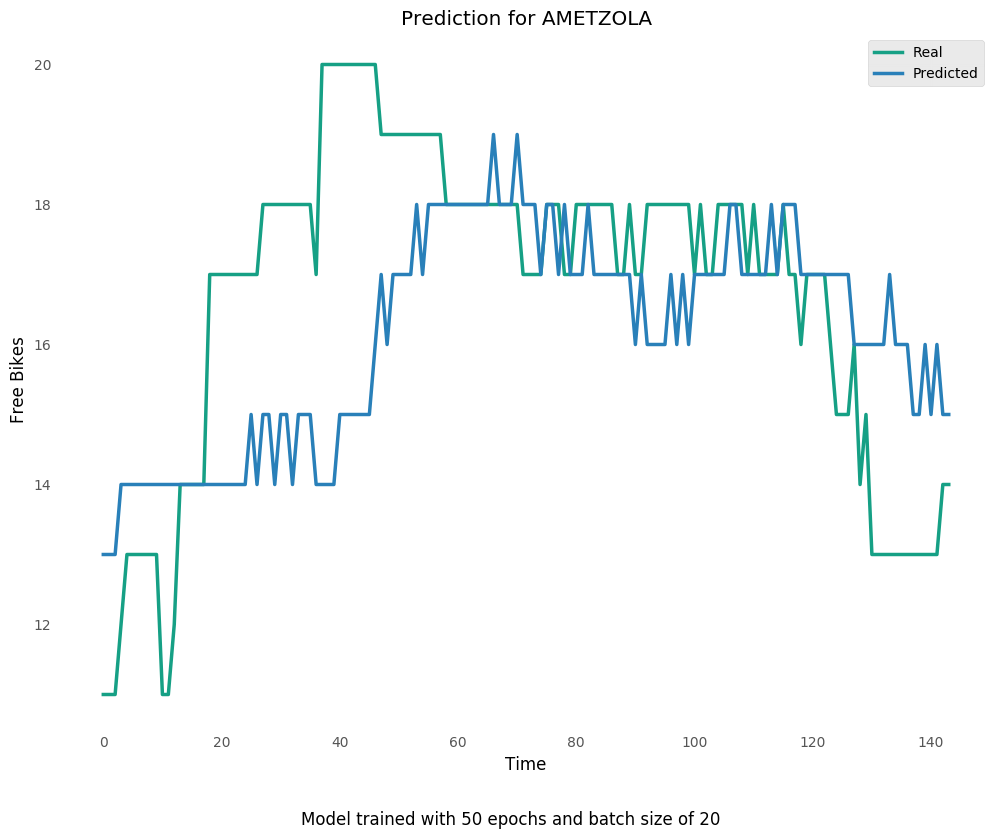 Prediction for AMETZOLA
Real
Predicted
20
18
16
14
12
Free Bikes
0 20 40 60 80 100 120 140
Time
Model trained with 50 epochs and batch size of 20